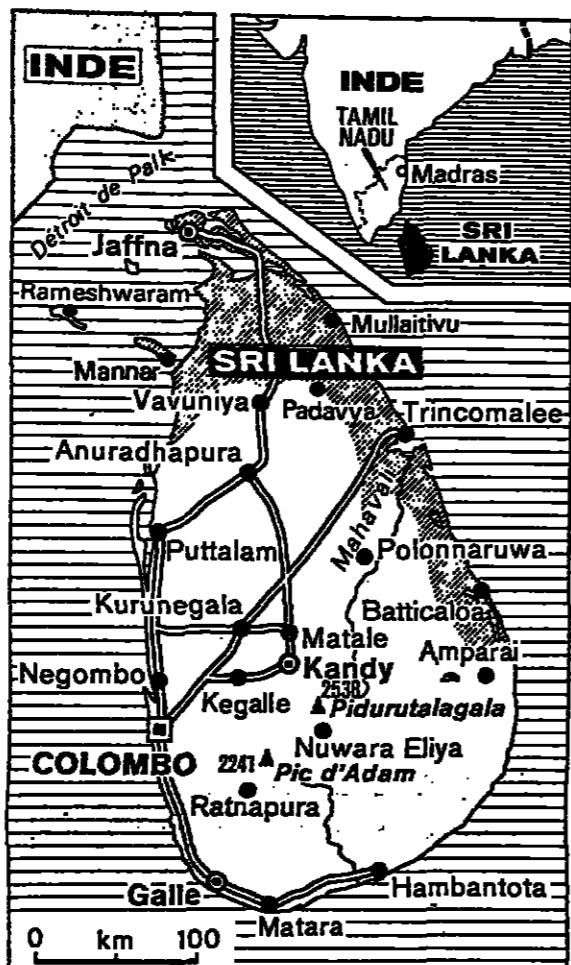 INDE
INDE
TAMIL
NADU
Madras
SRI
LANKA
Détroit de Palk
Jaffna
Rameshwaram
Mullaitivu
Mannar
SRI LANKA
Vavuniya
Padavya
Trincomalee
Anuradhapura
Mahavali
Puttalam
Polonnaruwa
Kurunegala
Batticaloa
Matale
Amparai
Negombo
Kandy
Kegalle
2538
Pidurutalagala
COLOMBO
Nuwara Eliya
2241
Pic d'Adam
Ratnapura
Galle
Hambantota
Matara
0 km 100